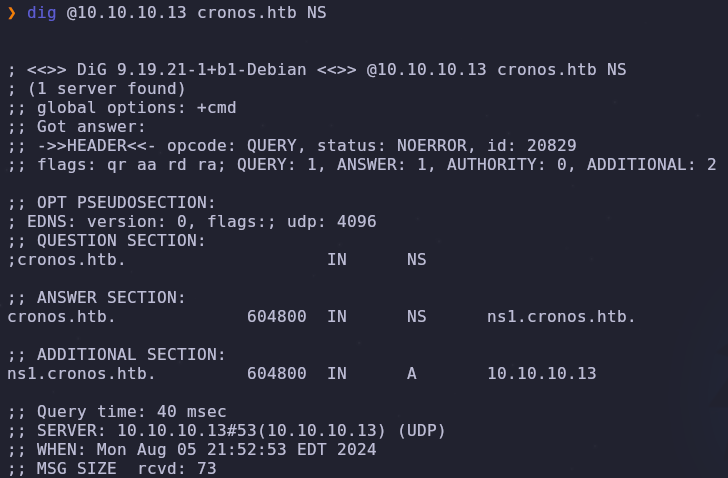 ❯ dig @10.10.10.13 cronos.htb NS
; <<>> DiG 9.19.21-1+b1-Debian <<>> @10.10.10.13 cronos.htb NS
; (1 server found)
;; global options: +cmd
;; Got answer:
;; ->>HEADER<<- opcode: QUERY, status: NOERROR, id: 20829
;; flags: qr aa rd ra; QUERY: 1, ANSWER: 1, AUTHORITY: 0, ADDITIONAL: 2
;; OPT PSEUDOSECTION:
; EDNS: version: 0, flags:; udp: 4096
;; QUESTION SECTION:
;cronos.htb. IN NS
;; ANSWER SECTION:
cronos.htb. 604800 IN NS ns1.cronos.htb.
;; ADDITIONAL SECTION:
ns1.cronos.htb. 604800 IN A 10.10.10.13
;; Query time: 40 msec
;; SERVER: 10.10.10.13#53(10.10.10.13) (UDP)
;; WHEN: Mon Aug 05 21:52:53 EDT 2024
;; MSG SIZE  rcvd: 73